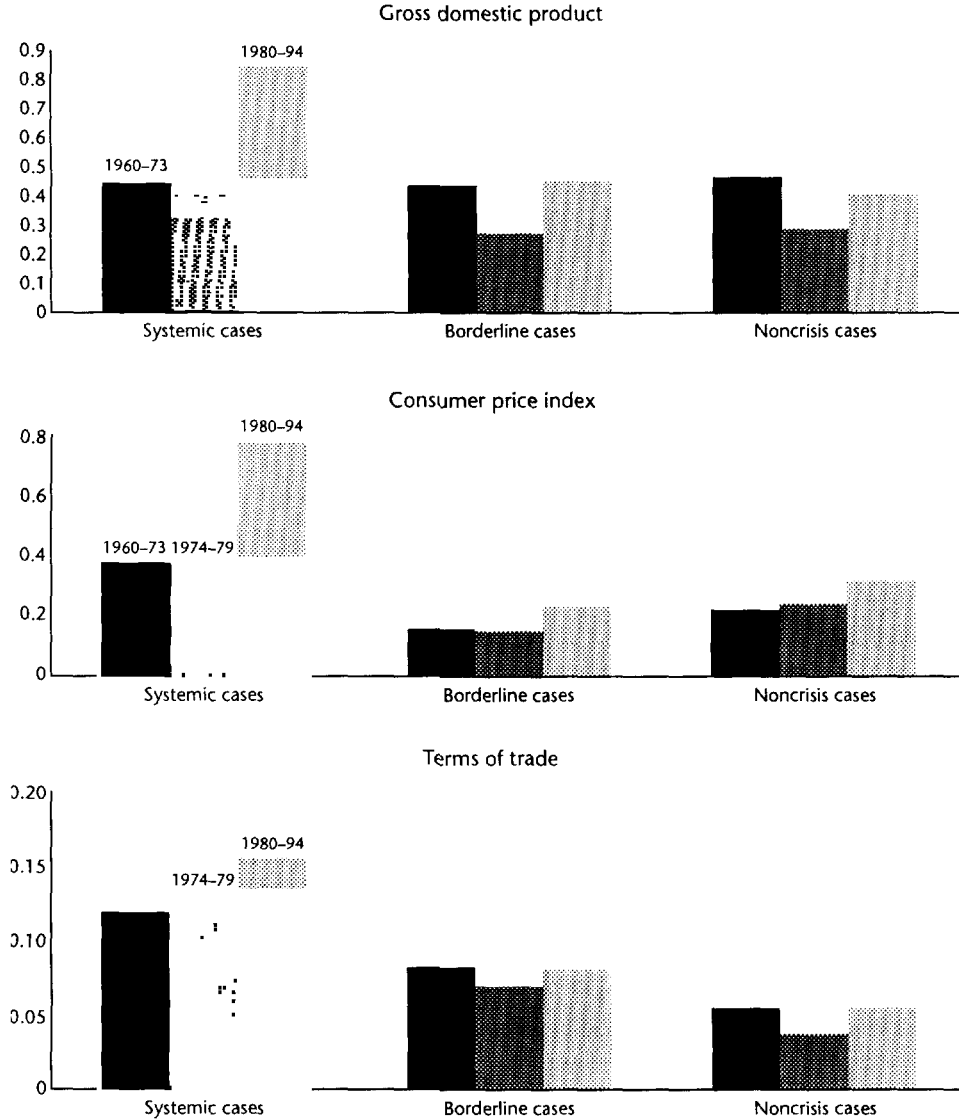 Gross domestic product
0.9
0.8
0.7
0.6
0.5
0.4
0.3
0.2
0.1
0
1960–73
1980–94
Systemic cases
Borderline cases
Noncrisis cases
Consumer price index
0.8
0.6
0.4
0.2
0
1960–73
1974–79
1980–94
Systemic cases
Borderline cases
Noncrisis cases
Terms of trade
0.20
0.15
0.10
0.05
0
1974–79
1980–94
Systemic cases
Borderline cases
Noncrisis cases